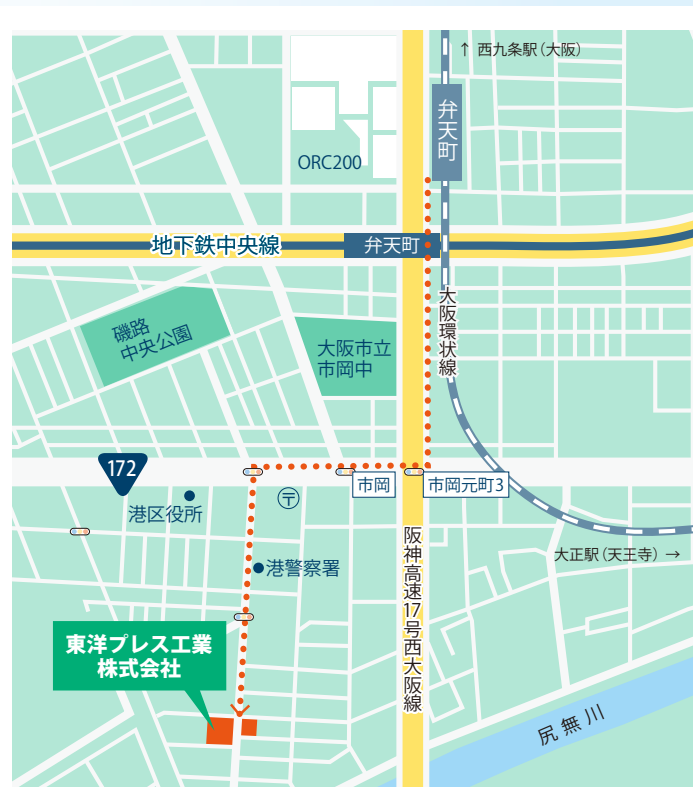 ↑ 西九条駅(大阪)
弁天町
ORC200
地下鉄中央線
弁天町
大阪環状線
磯路
中央公園
大阪市立
市岡中
172
市岡
市岡元町3
〒
港区役所
阪神高速17号西大阪線
大正駅(天王寺) →
港警察署
東洋プレス工業
株式会社
尻無川